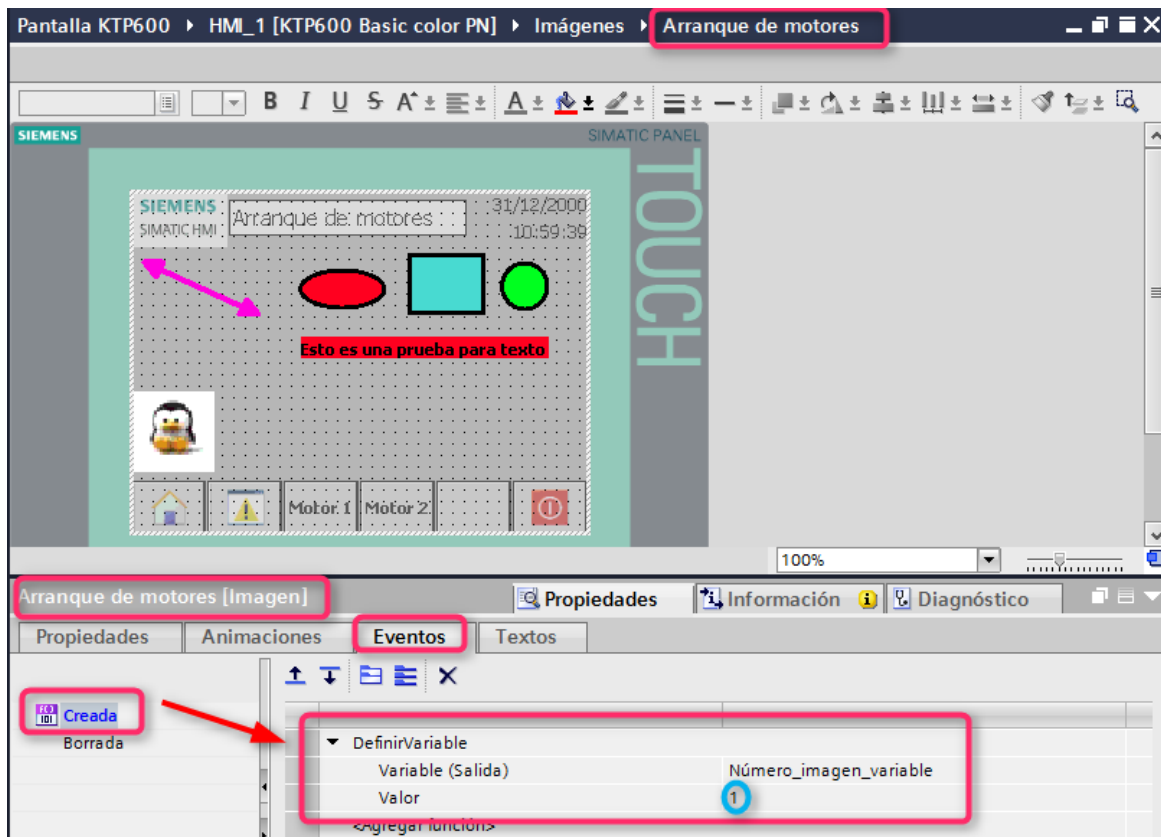 Pantalla KTP600 ▸ HMI_1 [KTP600 Basic color PN] ▸ Imágenes ▸ Arranque de motores
B I U S A A
SIEMENS SIMATIC PANEL
TOUCH
SIEMENS Arranque de motores 31/12/2000
SIMATIC HMI 10:59:39
Esto es una prueba para texto
Motor 1 Motor 2
100%
Arranque de motores [Imagen] Propiedades Información Diagnóstico
Propiedades Animaciones Eventos Textos
Creada
Borrada
DefinirVariable
Variable (Salida) Número_imagen_variable
Valor 1
<Agregar función>